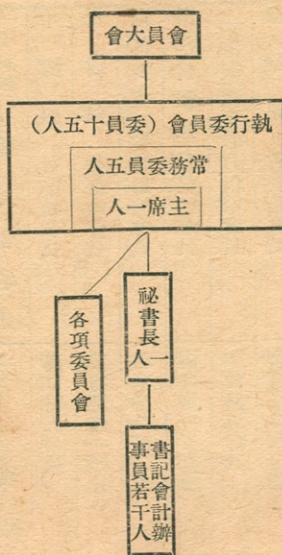 會員大會
執行委員會（委員十五人）
常務委員五人
主席一人
祕書長
一人
各項委員會
書記會計辦
事員若干人